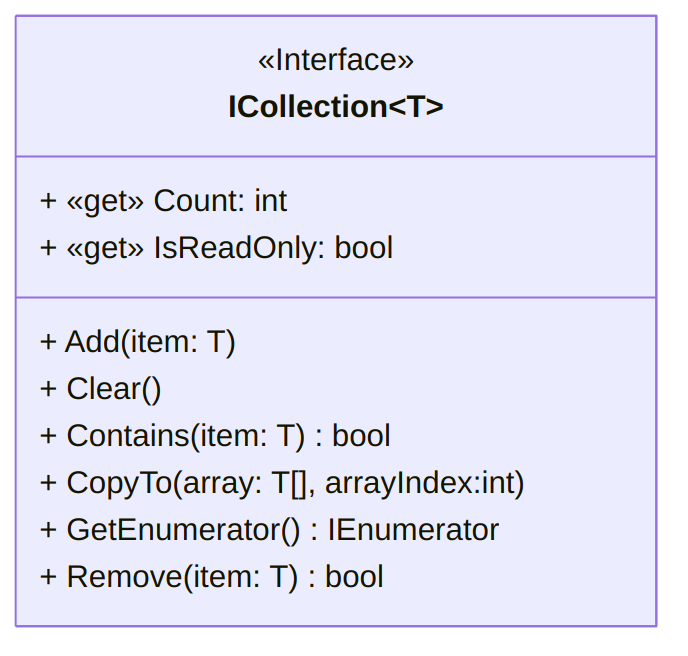 «Interface»
ICollection<T>
+ «get» Count: int
+ «get» IsReadOnly: bool
+ Add(item: T)
+ Clear()
+ Contains(item: T) : bool
+ CopyTo(array: T[], arrayIndex:int)
+ GetEnumerator() : IEnumerator
+ Remove(item: T) : bool